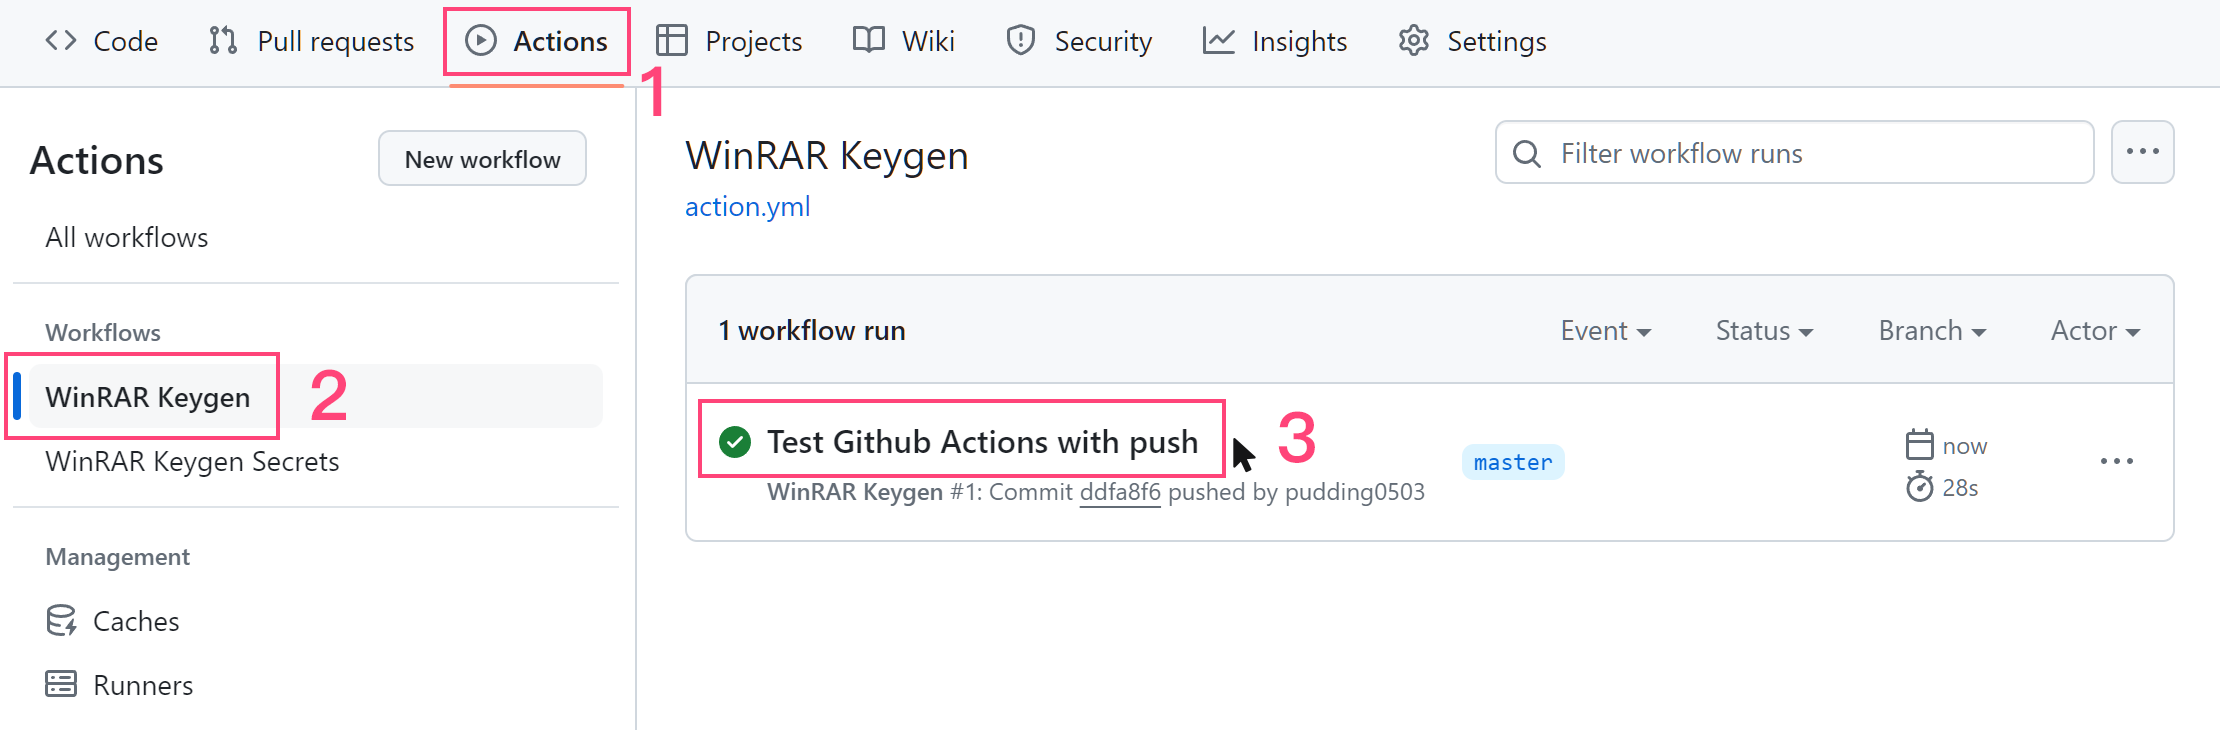 Code Pull requests Actions Projects Wiki Security Insights Settings
1
Actions New workflow
WinRAR Keygen
Filter workflow runs
action.yml
All workflows
Workflows
1 workflow run Event Status Branch Actor
WinRAR Keygen 2
Test Github Actions with push 3
master
now
WinRAR Keygen #1: Commit ddfa8f6 pushed by pudding0503
28s
WinRAR Keygen Secrets
Management
Caches
Runners